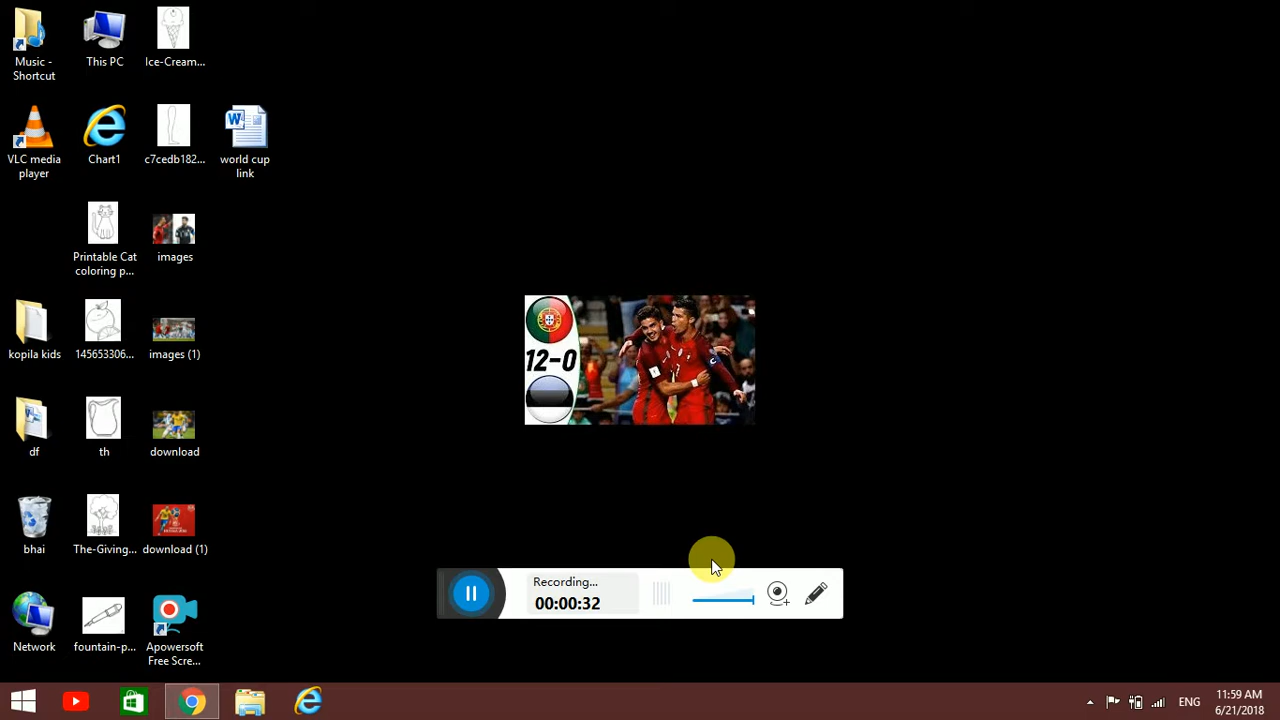 Music -
Shortcut
This PC
Ice-Cream...
VLC media
player
Chart1
c7cedb182...
world cup
link
Printable Cat
coloring p...
images
kopila kids
145653306...
images (1)
df
th
download
bhai
The-Giving...
download (1)
Network
fountain-p...
Apowersoft
Free Scre...
12-0
Recording...
00:00:32
ENG
11:59 AM
6/21/2018